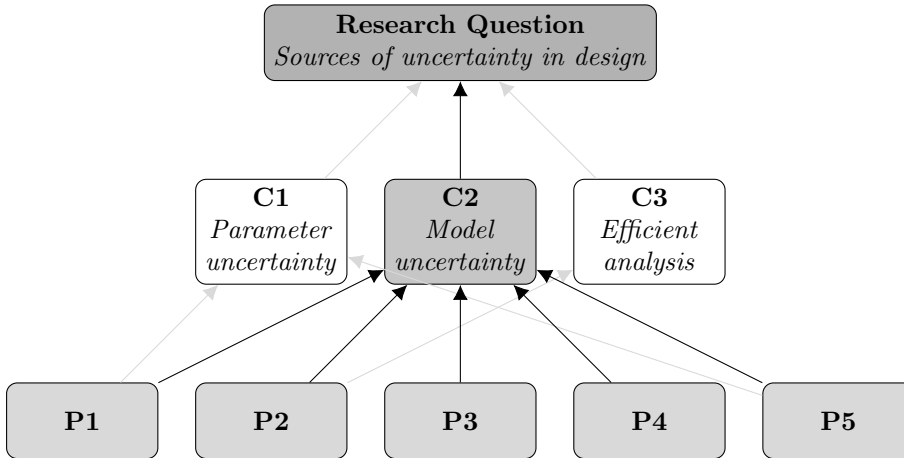 Research Question
Sources of uncertainty in design
C1
Parameter
uncertainty
C2
Model
uncertainty
C3
Efficient
analysis
P1
P2
P3
P4
P5